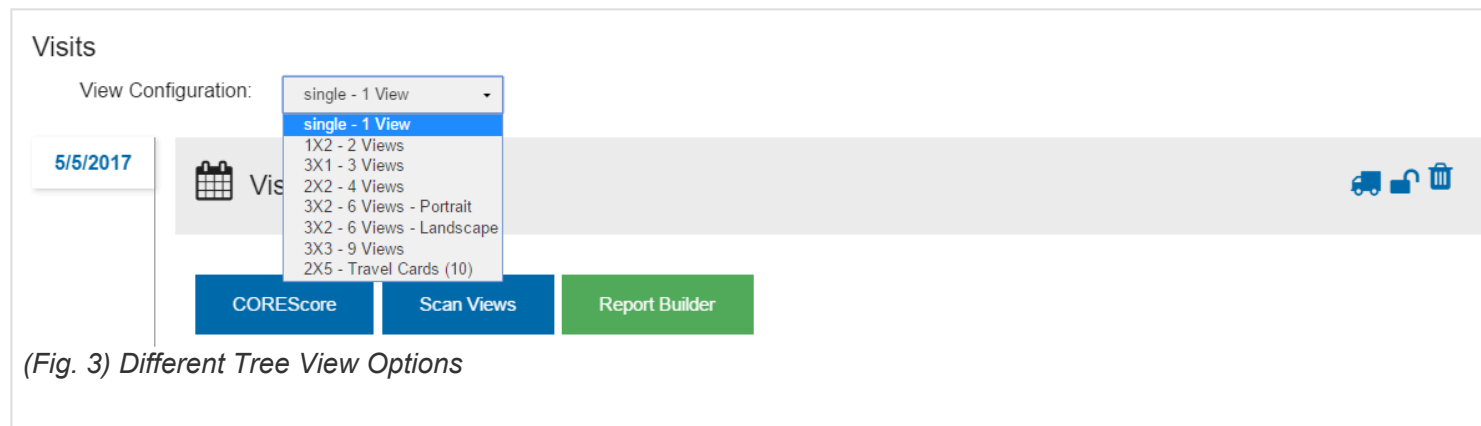 Visits
View Configuration: single - 1 View
single - 1 View
1X2 - 2 Views
3X1 - 3 Views
2X2 - 4 Views
3X2 - 6 Views - Portrait
3X2 - 6 Views - Landscape
3X3 - 9 Views
2X5 - Travel Cards (10)
5/5/2017
Vis
COREScore Scan Views Report Builder
(Fig. 3) Different Tree View Options